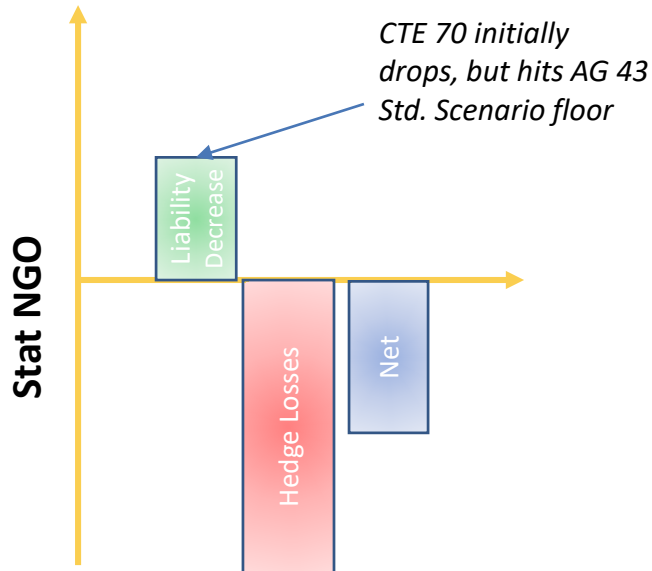 CTE 70 initially
drops, but hits AG 43
Std. Scenario floor
Liability
Decrease
Stat NGO
Hedge Losses
Net